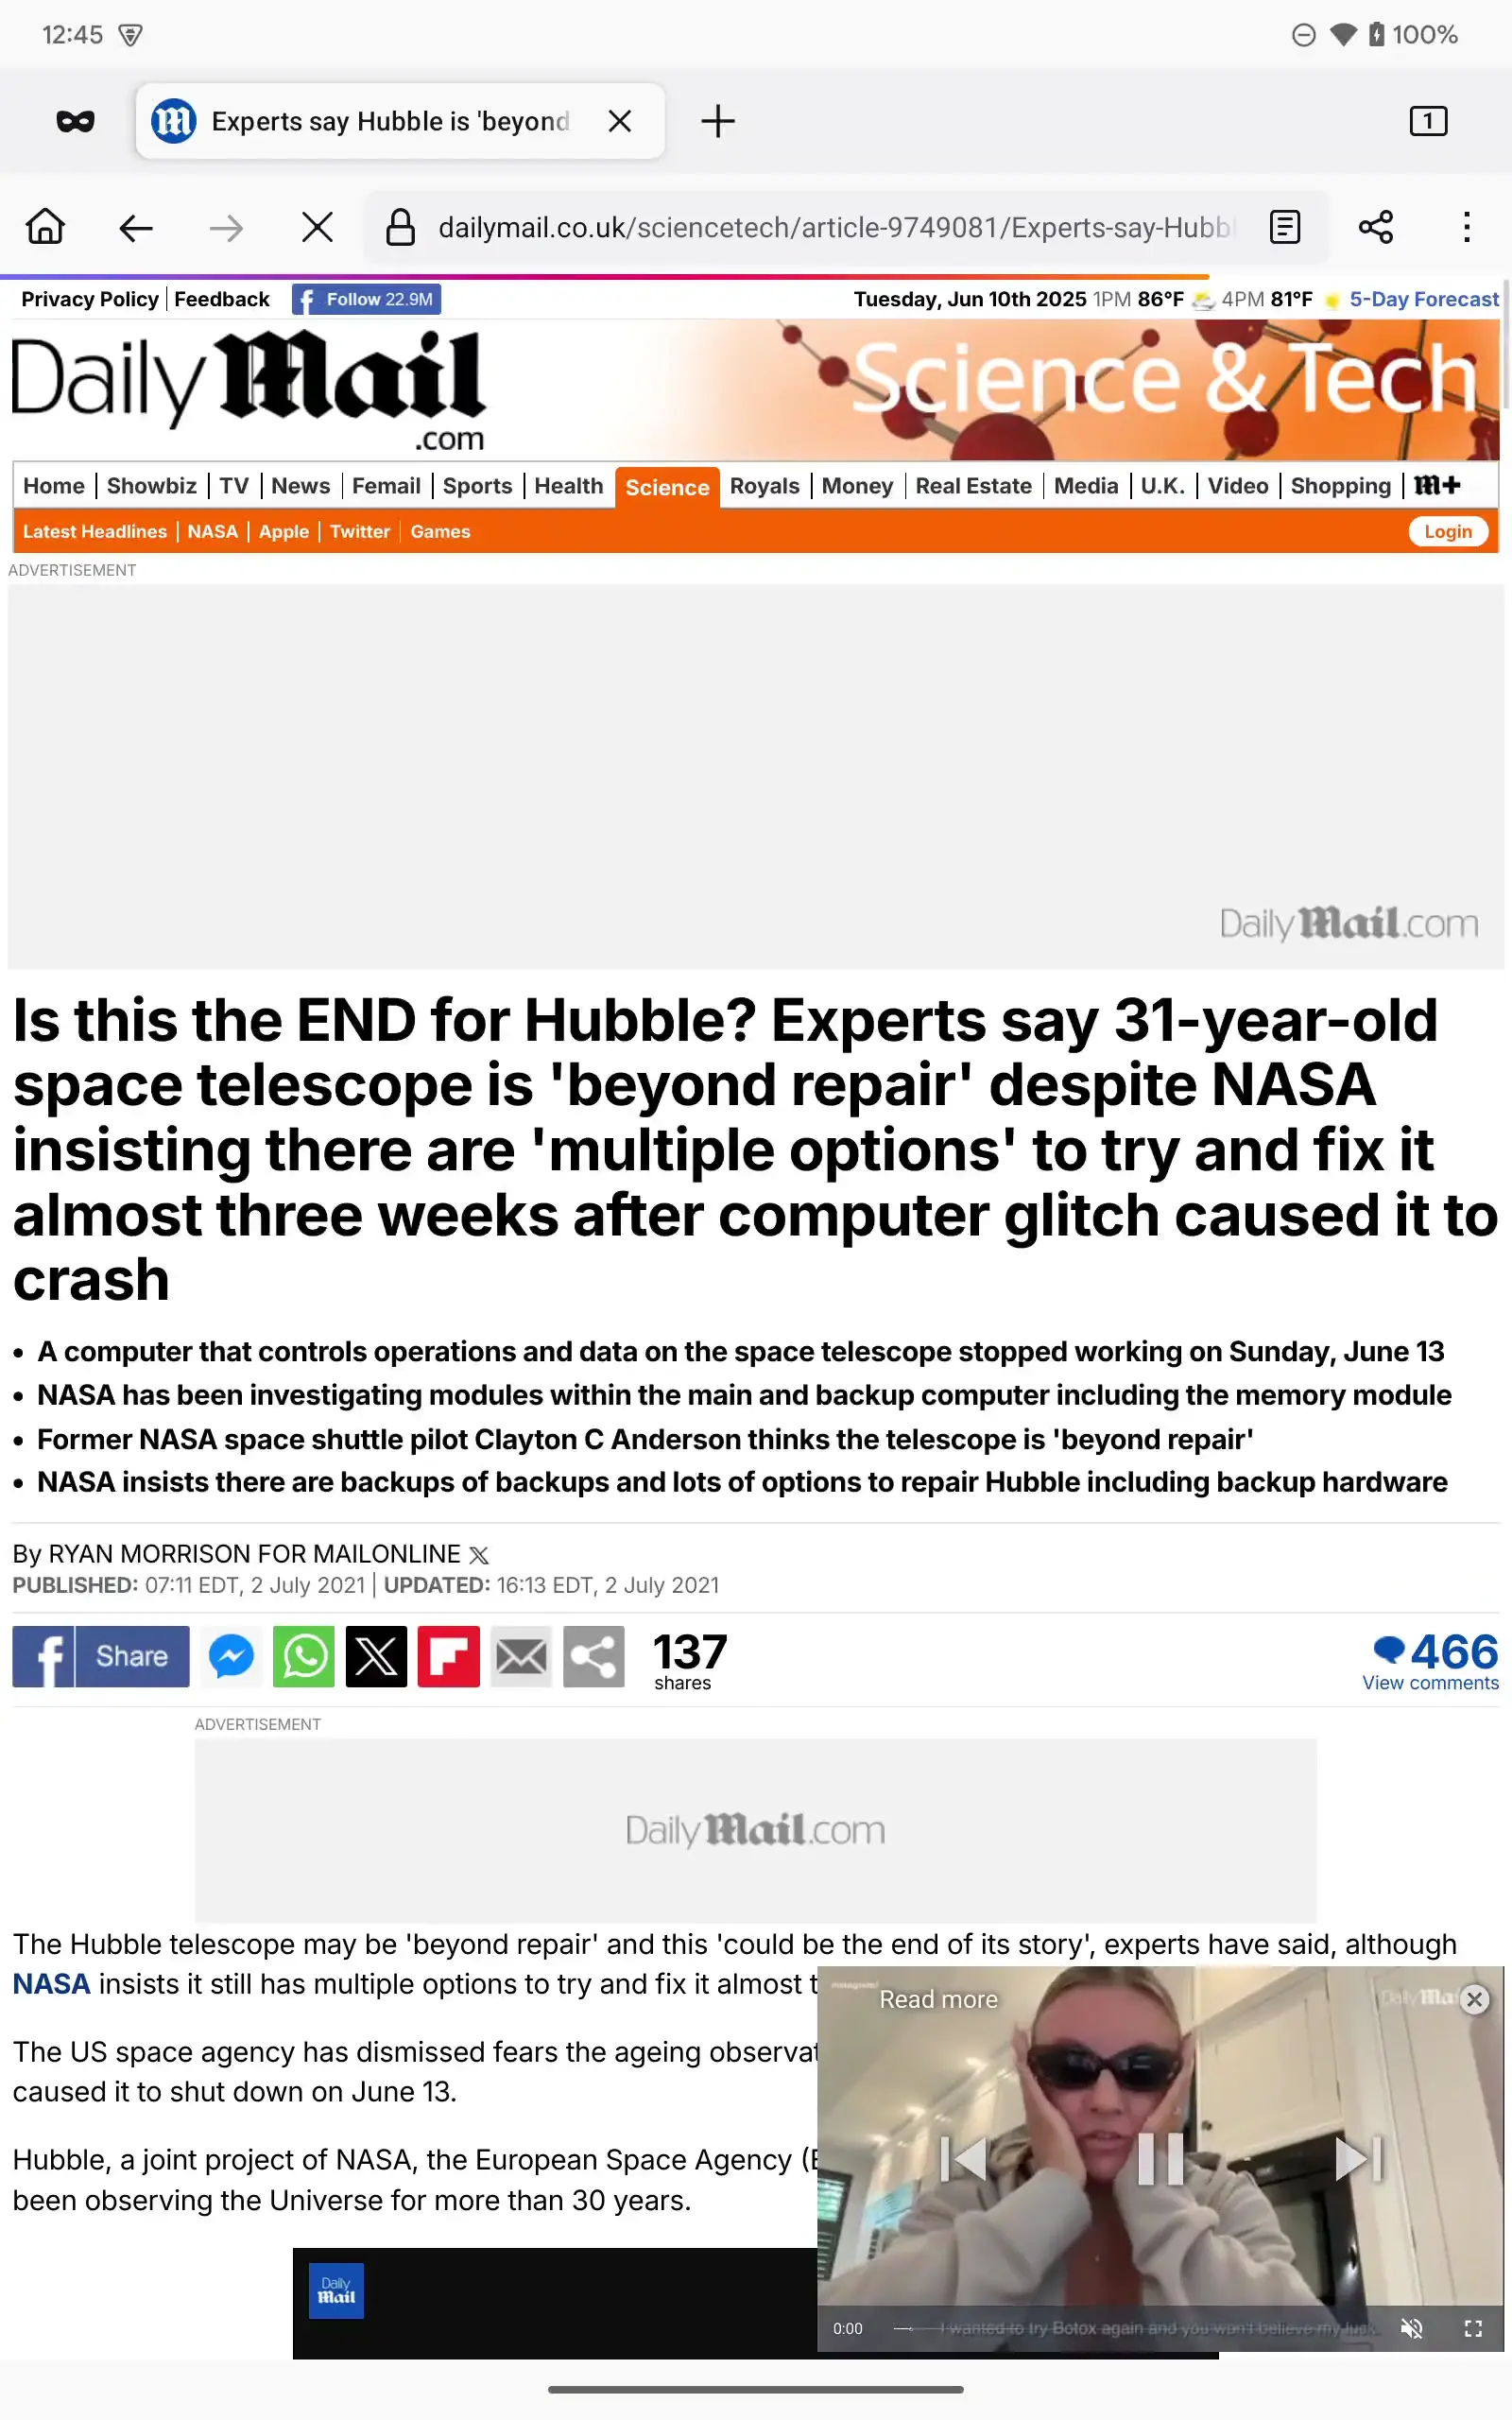 12:45
100%
Experts say Hubble is 'beyond
1
dailymail.co.uk/sciencetech/article-9749081/Experts-say-Hubb
Privacy Policy Feedback Follow 22.9M
Tuesday, Jun 10th 2025 1PM 86°F 4PM 81°F 5-Day Forecast
Daily Mail
.com
Science & Tech
Home Showbiz TV News Femail Sports Health Science Royals Money Real Estate Media U.K. Video Shopping m+
Latest Headlines NASA Apple Twitter Games Login
ADVERTISEMENT
Daily Mail.com
Is this the END for Hubble? Experts say 31-year-old
space telescope is 'beyond repair' despite NASA
insisting there are 'multiple options' to try and fix it
almost three weeks after computer glitch caused it to
crash
• A computer that controls operations and data on the space telescope stopped working on Sunday, June 13
• NASA has been investigating modules within the main and backup computer including the memory module
• Former NASA space shuttle pilot Clayton C Anderson thinks the telescope is 'beyond repair'
• NASA insists there are backups of backups and lots of options to repair Hubble including backup hardware
By RYAN MORRISON FOR MAILONLINE
PUBLISHED: 07:11 EDT, 2 July 2021 | UPDATED: 16:13 EDT, 2 July 2021
Share
137
shares
466
View comments
ADVERTISEMENT
Daily Mail.com
The Hubble telescope may be 'beyond repair' and this 'could be the end of its story', experts have said, although
NASA insists it still has multiple options to try and fix it almost t
Read more
Daily Ma
The US space agency has dismissed fears the ageing observat
caused it to shut down on June 13.
Hubble, a joint project of NASA, the European Space Agency (E
been observing the Universe for more than 30 years.
Daily
Mail
0:00
I wanted to try Botox again and you won't believe my luck